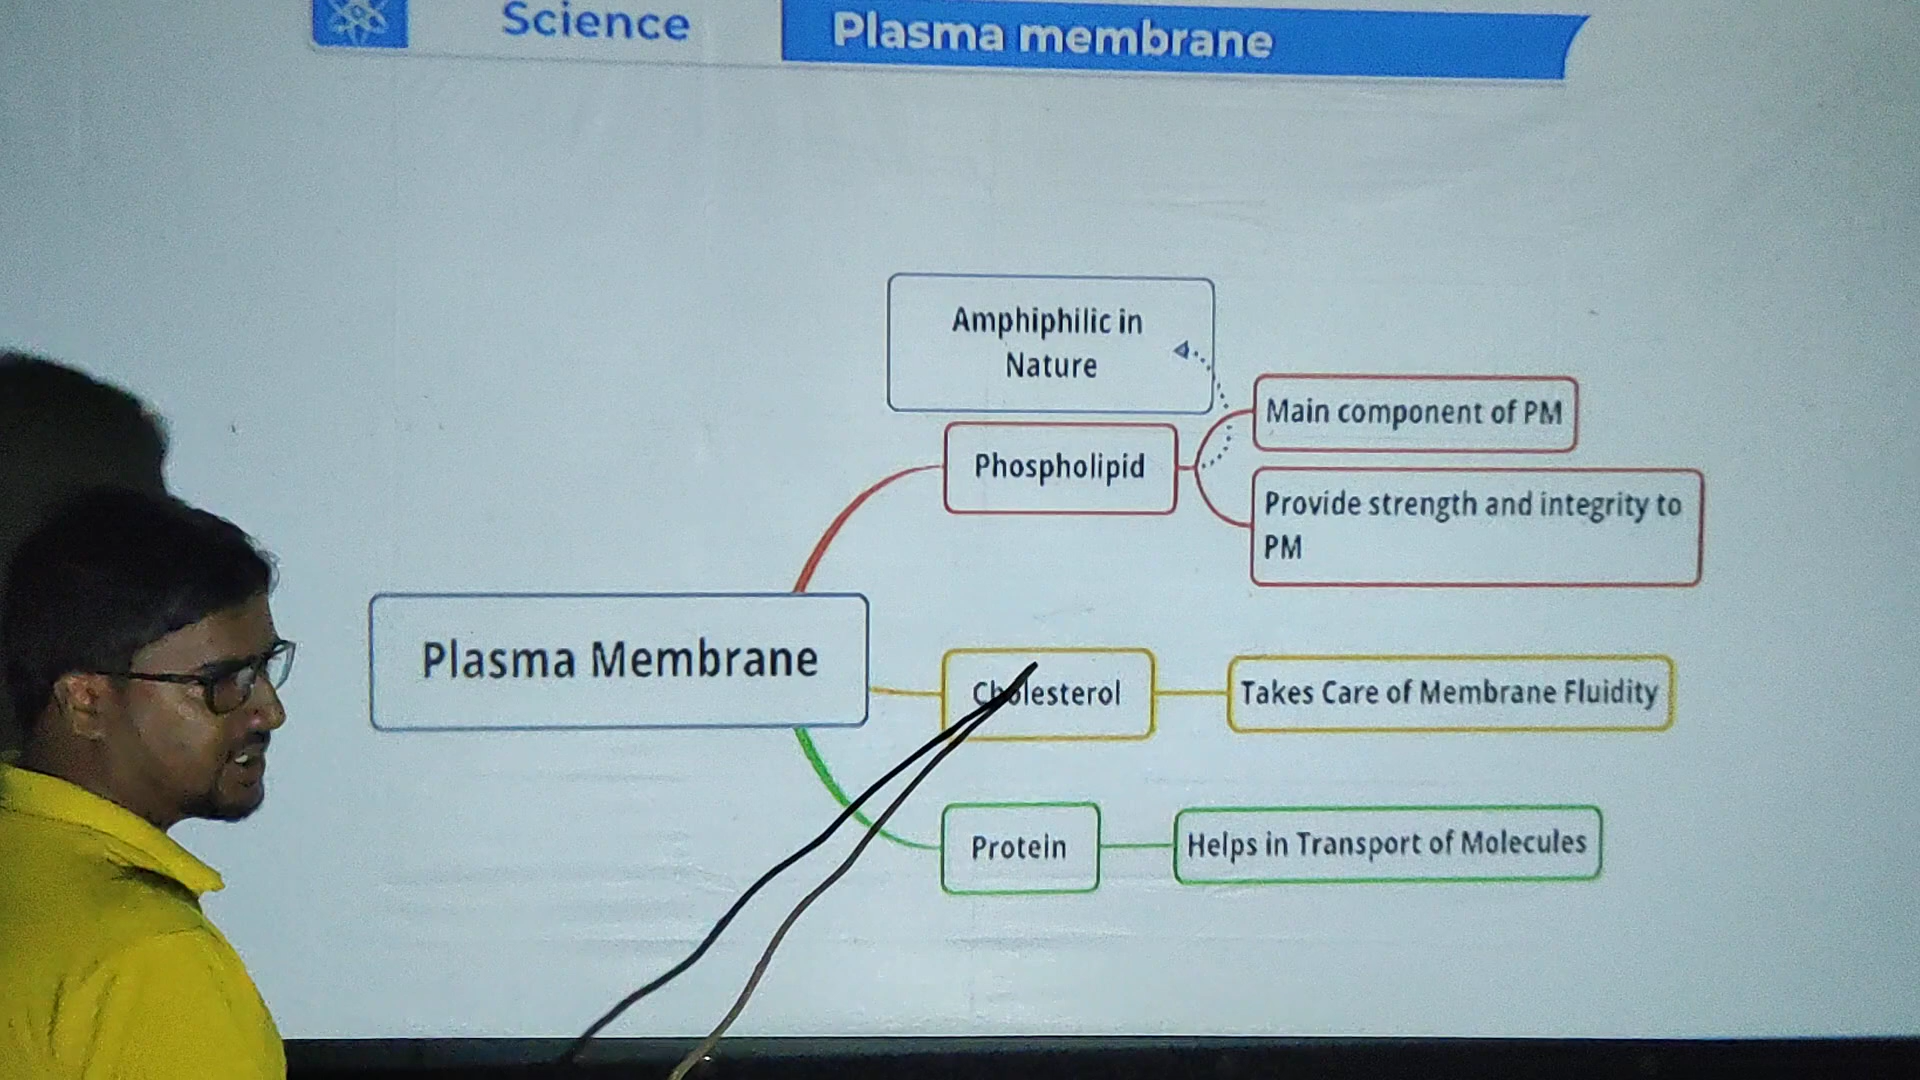 Science
Plasma membrane
Amphiphilic in
Nature
Main component of PM
Phospholipid
Provide strength and integrity to
PM
Plasma Membrane
Cholesterol
Takes Care of Membrane Fluidity
Protein
Helps in Transport of Molecules